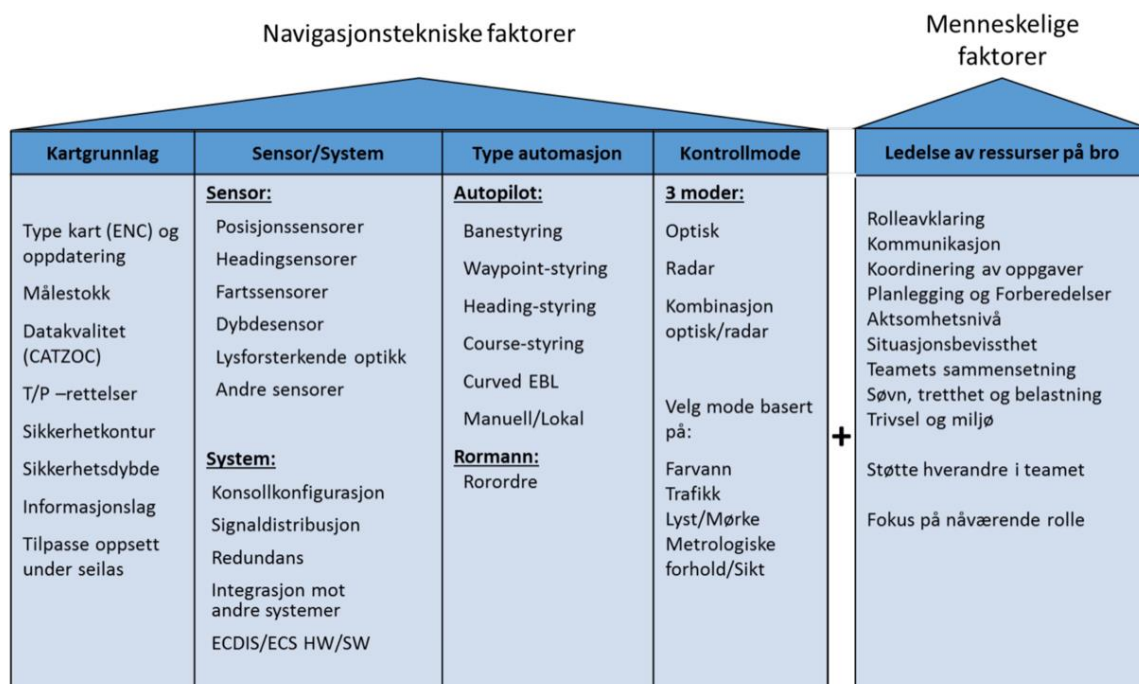 Navigasjonstekniske faktorer
Menneskelige
faktorer
Kartgrunnlag
Type kart (ENC) og
oppdatering
Målestokk
Datakvalitet
(CATZOC)
T/P –rettelser
Sikkerhetkontur
Sikkerhetsdybde
Informasjonslag
Tilpasse oppsett
under seilas
Sensor/System
Sensor:
Posisjonssensorer
Headingsensorer
Fartssensorer
Dybdesensor
Lysforsterkende optikk
Andre sensorer
System:
Konsollkonfigurasjon
Signaldistribusjon
Redundans
Integrasjon mot
andre systemer
ECDIS/ECS HW/SW
Type automasjon
Autopilot:
Banestyring
Waypoint-styring
Heading-styring
Course-styring
Curved EBL
Manuell/Lokal
Rormann:
Rorordre
Kontrollmode
3 moder:
Optisk
Radar
Kombinasjon
optisk/radar
Velg mode basert
på:
Farvann
Trafikk
Lyst/Mørke
Metrologiske
forhold/Sikt
+
Ledelse av ressurser på bro
Rolleavklaring
Kommunikasjon
Koordinering av oppgaver
Planlegging og Forberedelser
Aktsomhetsnivå
Situasjonsbevissthet
Teamets sammensetning
Søvn, tretthet og belastning
Trivsel og miljø
Støtte hverandre i teamet
Fokus på nåværende rolle